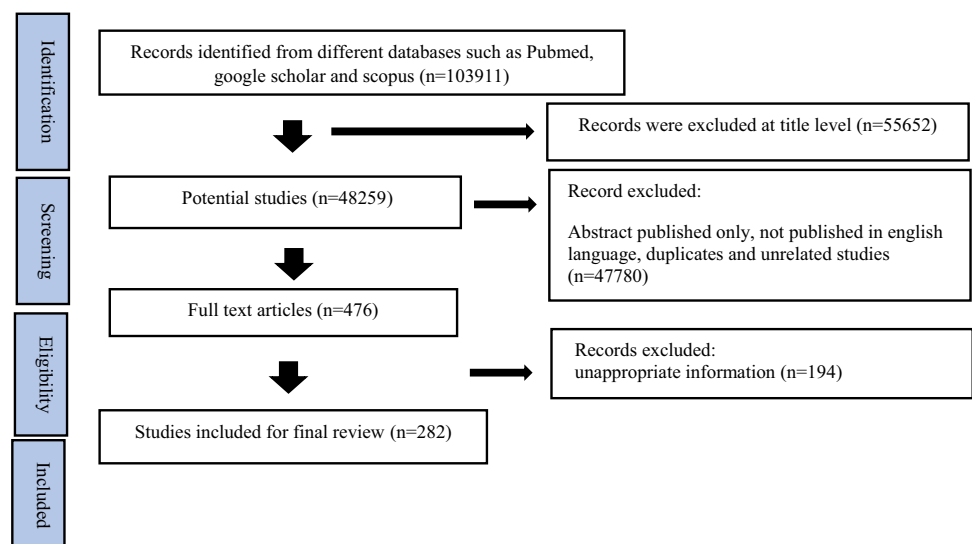 Identification
Records identified from different databases such as Pubmed,
google scholar and scopus (n=103911)
Records were excluded at title level (n=55652)
Screening
Potential studies (n=48259)
Record excluded:
Abstract published only, not published in english
language, duplicates and unrelated studies
(n=47780)
Full text articles (n=476)
Eligibility
Records excluded:
unappropriate information (n=194)
Studies included for final review (n=282)
Included